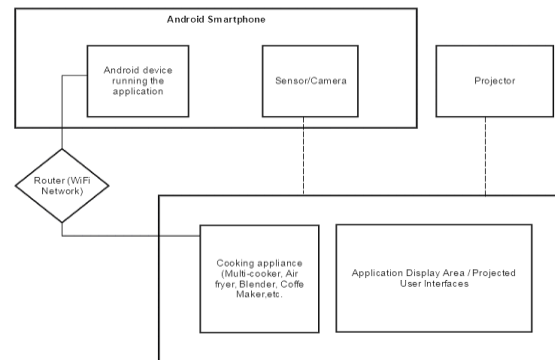 Android Smartphone
Android device
running the
application
Sensor/Camera
Projector
Router (WiFi
Network)
Cooking appliance
(Multi-cooker, Air
fryer, Blender, Coffe
Maker,etc.
Application Display Area / Projected
User Interfaces